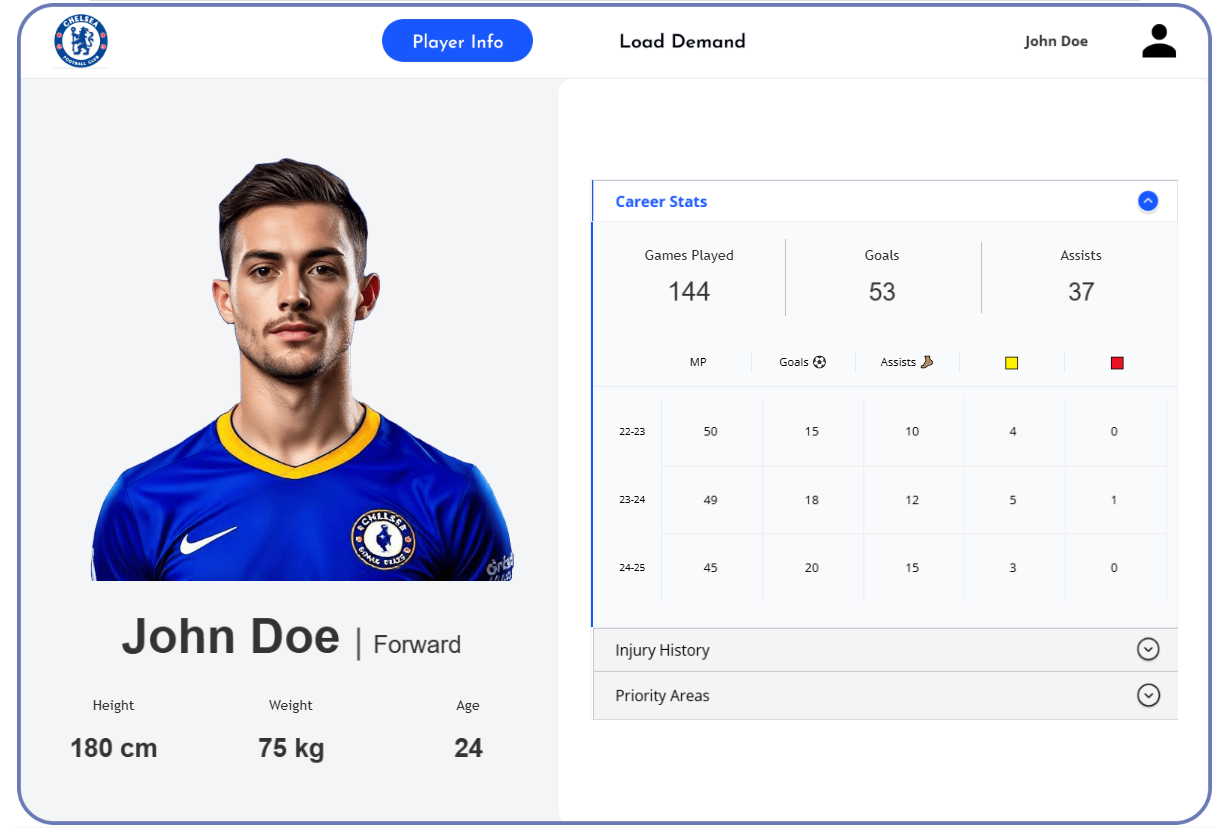 CHELSEA
FOOTBALL CLUB
Player Info
Load Demand
John Doe
CHELSEA
John Doe | Forward
Height Weight Age
180 cm 75 kg 24
Career Stats
Games Played Goals Assists
144 53 37
MP Goals Assists
22-23 50 15 10 4 0
23-24 49 18 12 5 1
24-25 45 20 15 3 0
Injury History
Priority Areas